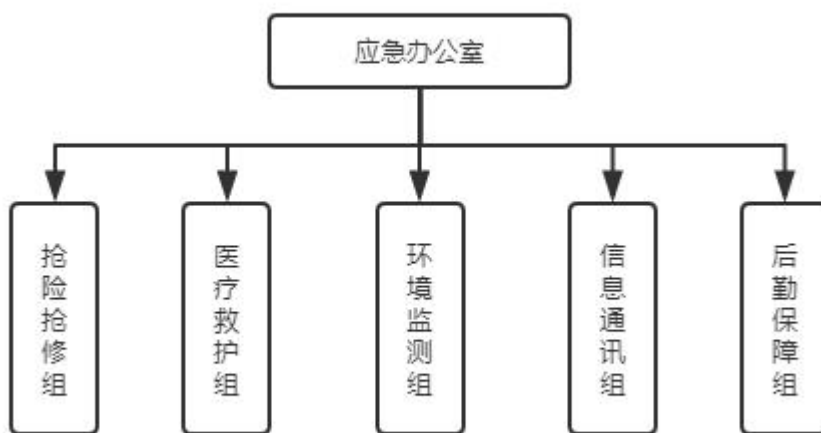 应急办公室
抢险抢修组
医疗救护组
环境监测组
信息通讯组
后勤保障组